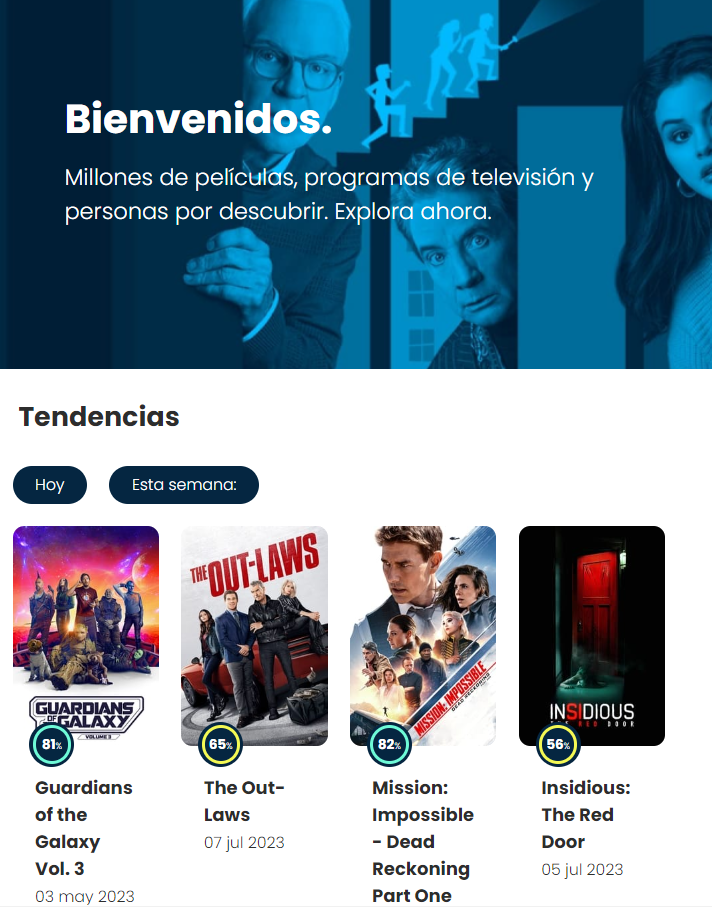 Bienvenidos.
Millones de películas, programas de televisión y
personas por descubrir. Explora ahora.
Tendencias
Hoy
Esta semana:
GUARDIANS
OF THE
GALAXY
VOLUME 3
THE OUT-LAWS
MISSION: IMPOSSIBLE
DEAD RECKONING
INSIDIOUS
THE RED DOOR
81%
65%
82%
56%
Guardians
of the
Galaxy
Vol. 3
03 may 2023
The Out-
Laws
07 jul 2023
Mission:
Impossible
- Dead
Reckoning
Part One
Insidious:
The Red
Door
05 jul 2023